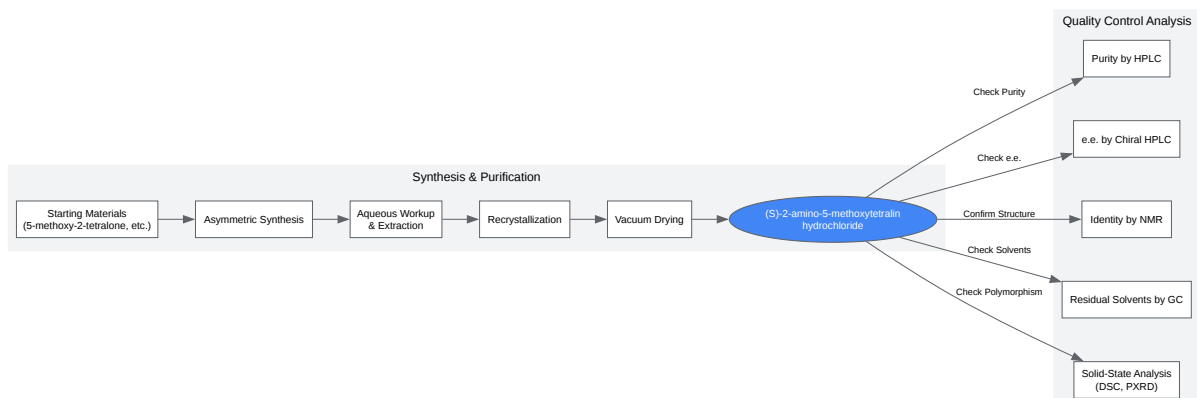 Quality Control Analysis
Purity by HPLC
Check Purity
e.e. by Chiral HPLC
Check e.e.
Synthesis & Purification
Starting Materials
(5-methoxy-2-tetralone, etc.)
Asymmetric Synthesis
Aqueous Workup
& Extraction
Recrystallization
Vacuum Drying
(S)-2-amino-5-methoxytetralin
hydrochloride
Confirm Structure
Identity by NMR
Check Solvents
Residual Solvents by GC
Check Polymorphism
Solid-State Analysis
(DSC, PXRD)